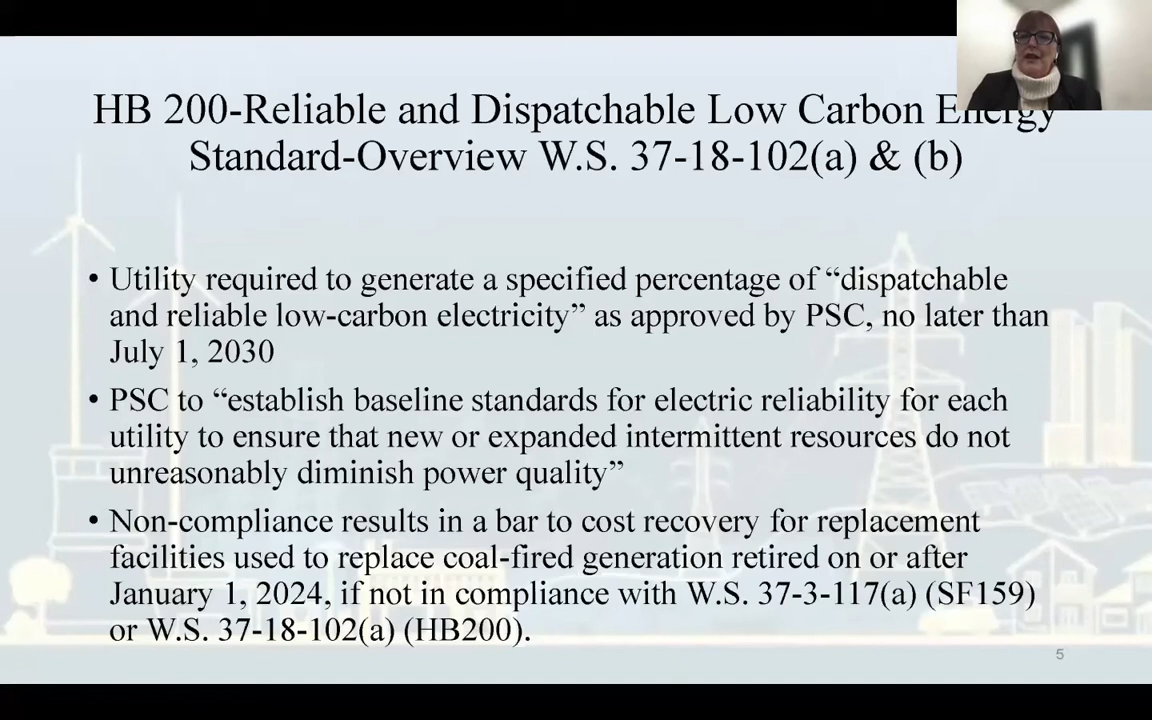 HB 200-Reliable and Dispatchable Low Carbon Energy
Standard-Overview W.S. 37-18-102(a) & (b)
• Utility required to generate a specified percentage of “dispatchable
and reliable low-carbon electricity” as approved by PSC, no later than
July 1, 2030
• PSC to “establish baseline standards for electric reliability for each
utility to ensure that new or expanded intermittent resources do not
unreasonably diminish power quality”
• Non-compliance results in a bar to cost recovery for replacement
facilities used to replace coal-fired generation retired on or after
January 1, 2024, if not in compliance with W.S. 37-3-117(a) (SF159)
or W.S. 37-18-102(a) (HB200).
5